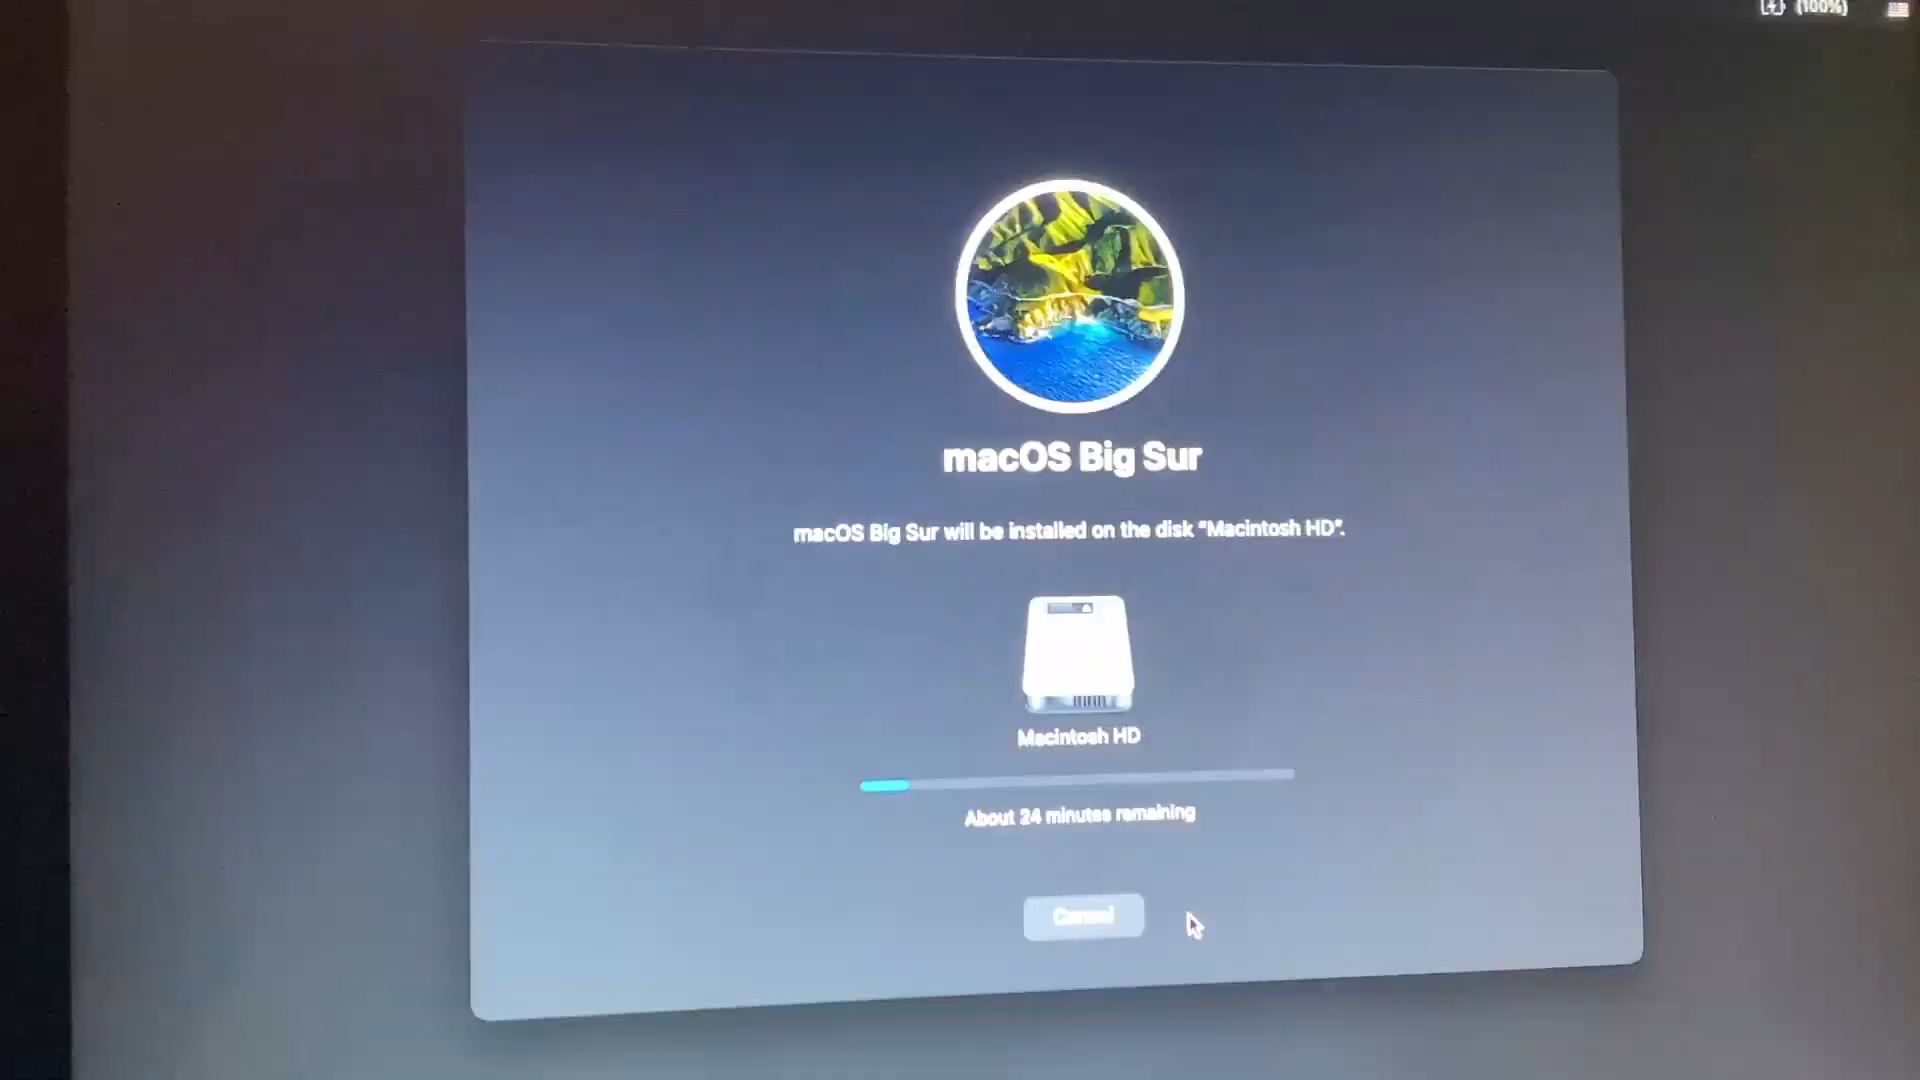 (100%)
macOS Big Sur
macOS Big Sur will be installed on the disk “Macintosh HD”.
Macintosh HD
About 24 minutes remaining
Cancel